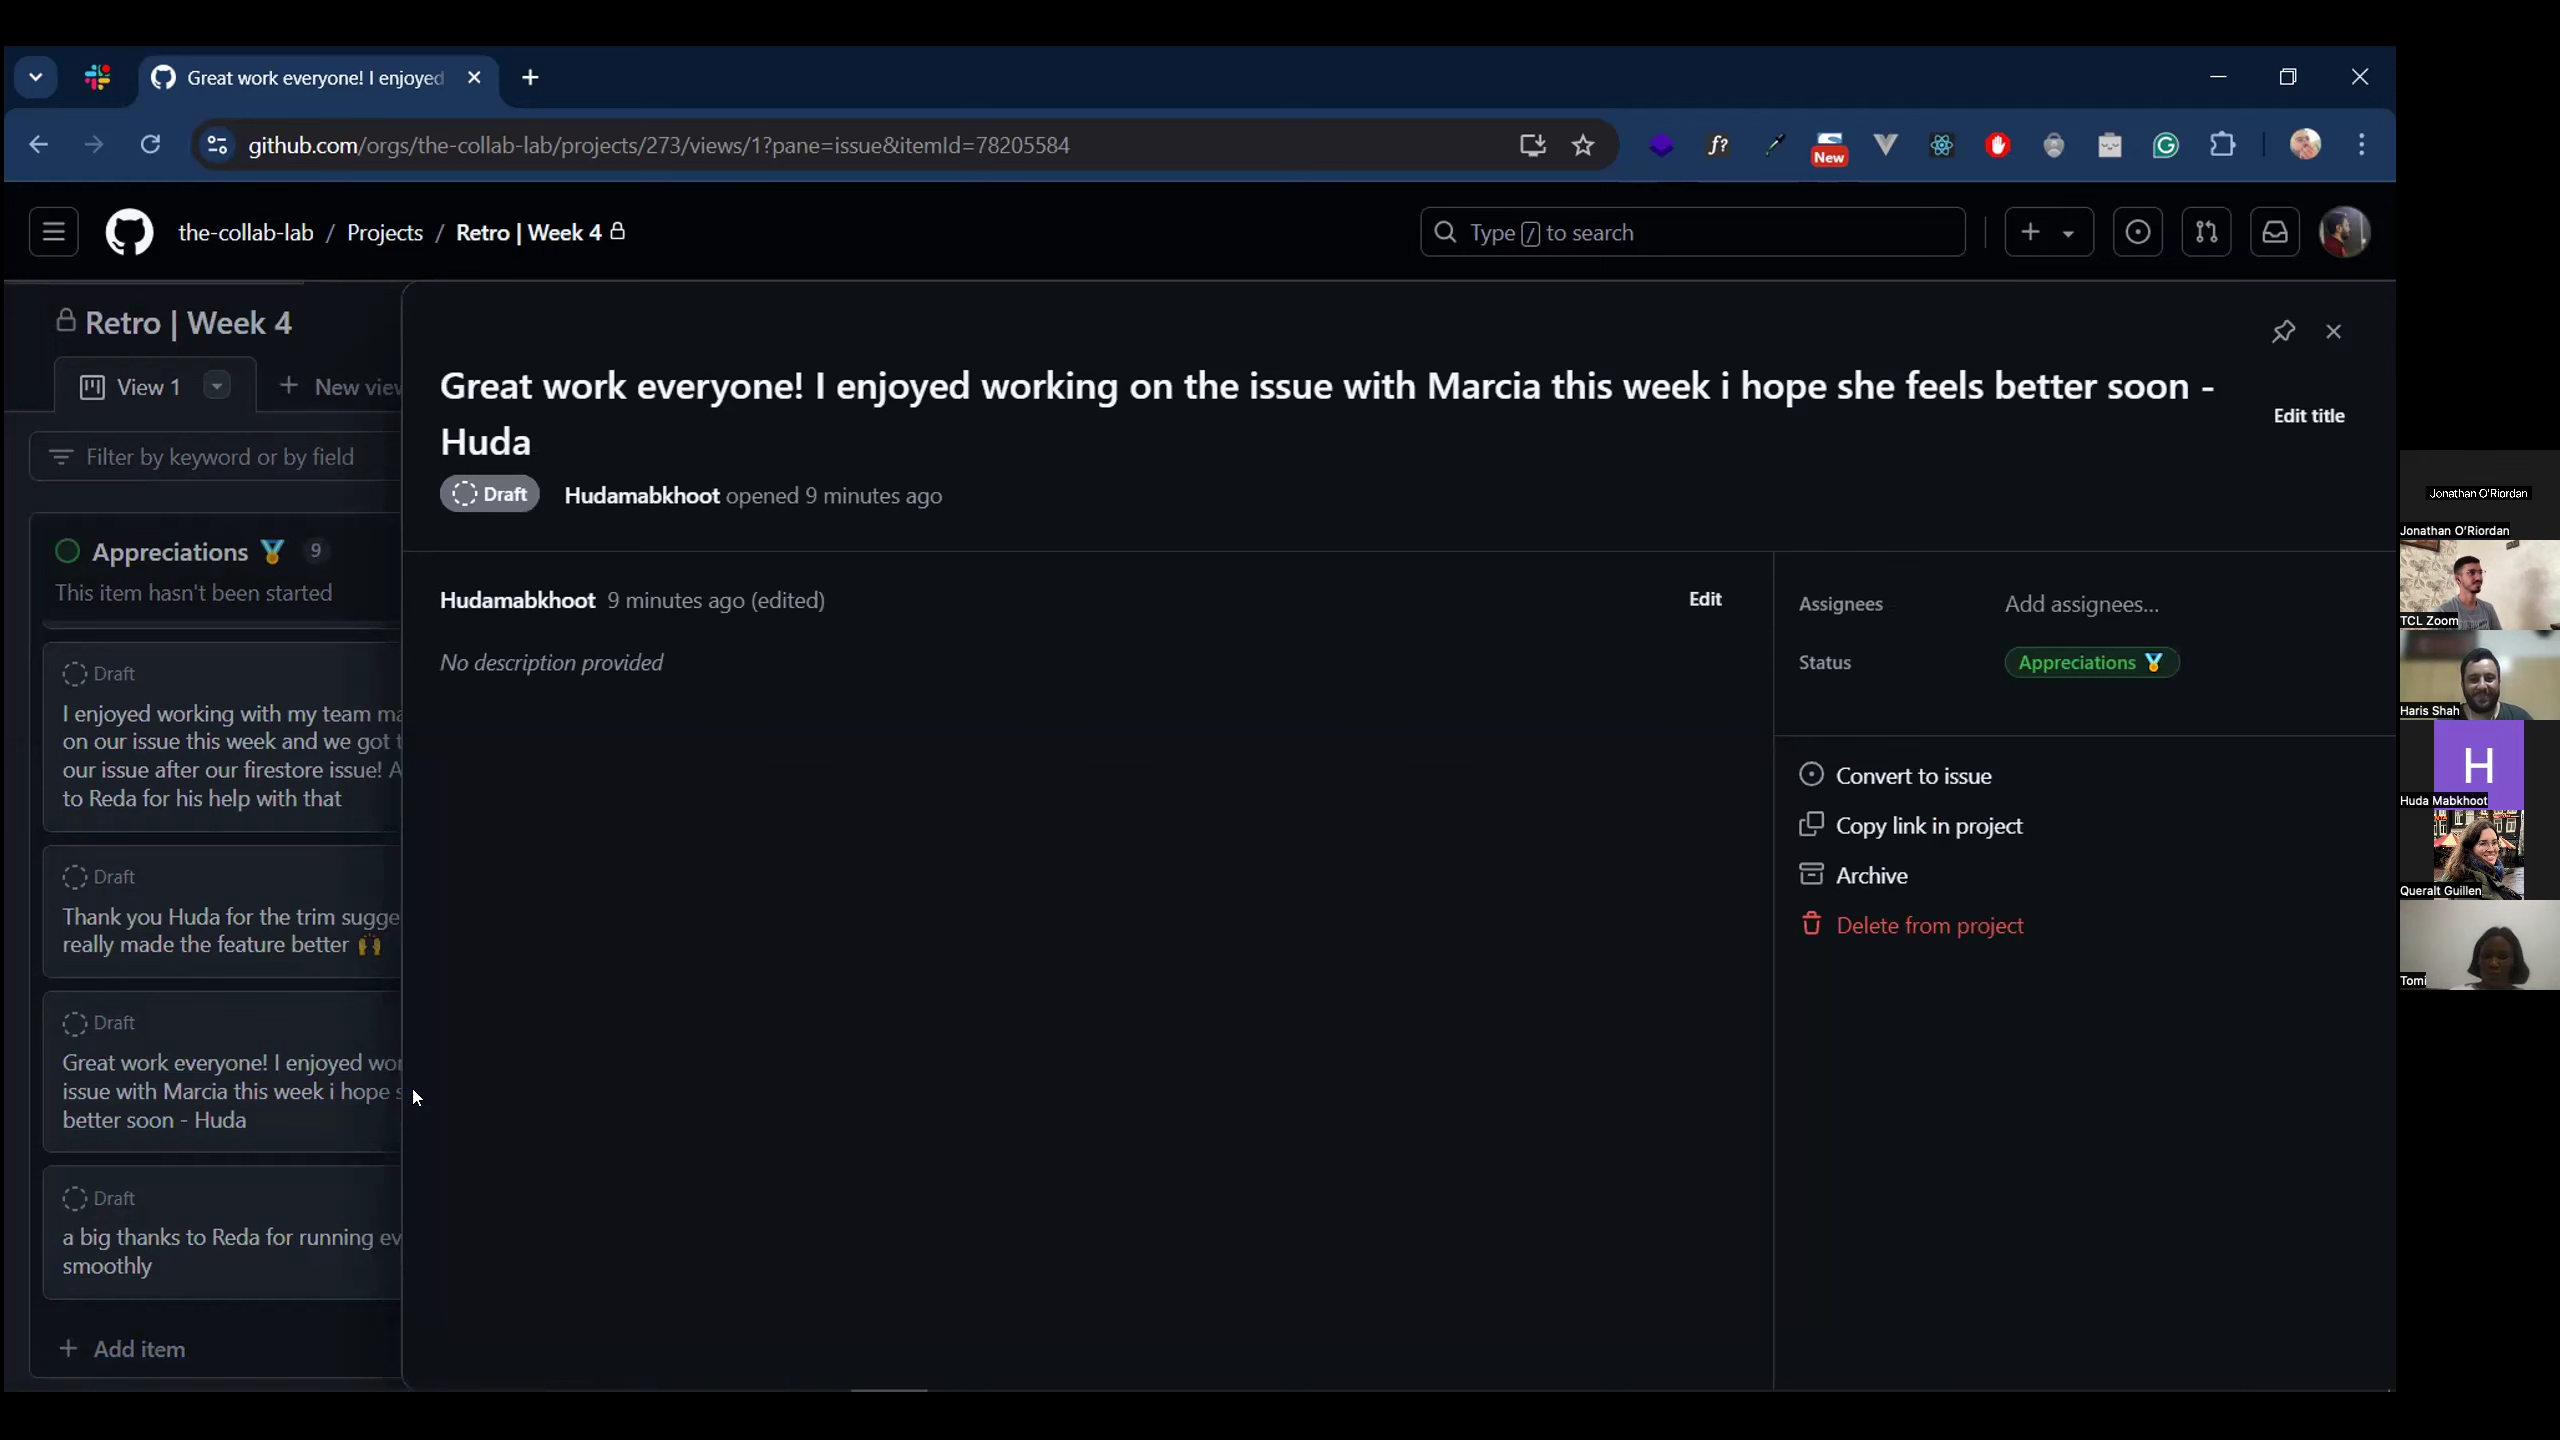 Great work everyone! I enjoyed
github.com/orgs/the-collab-lab/projects/273/views/1?pane=issue&itemId=78205584
f?
New
the-collab-lab / Projects / Retro | Week 4
Type / to search
Retro | Week 4
View 1
New view
Filter by keyword or by field
Appreciations 9
This item hasn't been started
Draft
I enjoyed working with my team ma
on our issue this week and we got t
our issue after our firestore issue! A
to Reda for his help with that
Draft
Thank you Huda for the trim sugge
really made the feature better 🙌
Draft
Great work everyone! I enjoyed wor
issue with Marcia this week i hope s
better soon - Huda
Draft
a big thanks to Reda for running ev
smoothly
Add item
Great work everyone! I enjoyed working on the issue with Marcia this week i hope she feels better soon -
Huda
Edit title
Draft
Hudamabkhoot opened 9 minutes ago
Hudamabkhoot 9 minutes ago (edited)
Edit
No description provided
Assignees
Add assignees...
Status
Appreciations
Convert to issue
Copy link in project
Archive
Delete from project
Jonathan O'Riordan
Jonathan O'Riordan
TCL Zoom
Haris Shah
H
Huda Mabkhoot
Queralt Guillen
Tomi